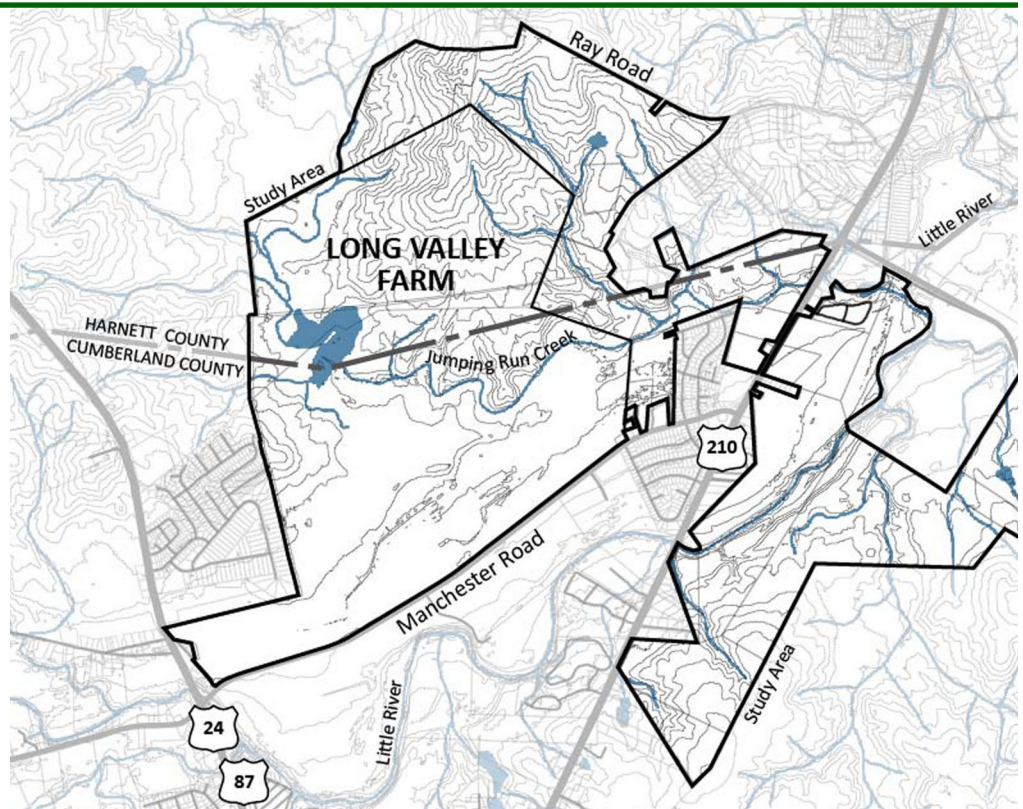 Ray Road
Study Area
Little River
LONG VALLEY
FARM
HARNETT COUNTY
CUMBERLAND COUNTY
Jumping Run Creek
210
Manchester Road
Study Area
Little River
24
87